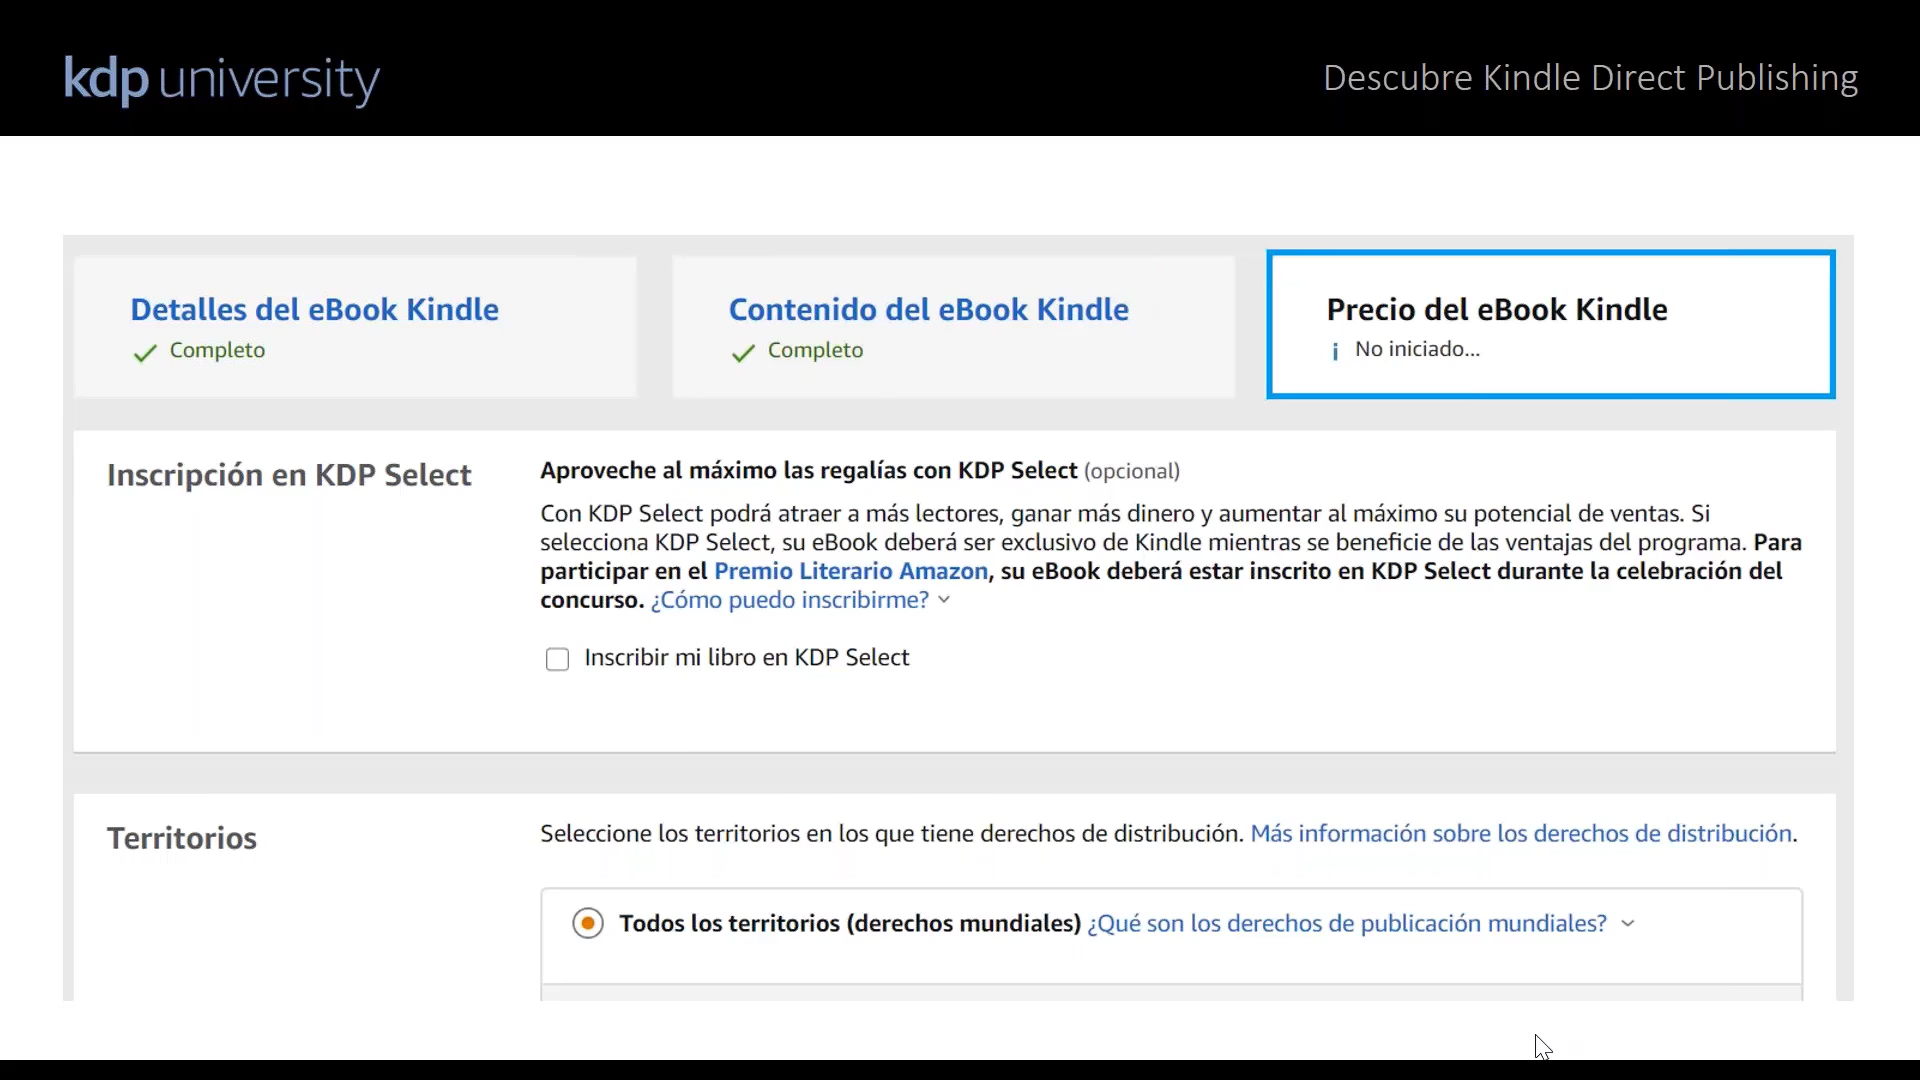 kdp university
Descubre Kindle Direct Publishing
Detalles del eBook Kindle
Completo
Contenido del eBook Kindle
Completo
Precio del eBook Kindle
No iniciado...
Inscripción en KDP Select
Aproveche al máximo las regalías con KDP Select (opcional)
Con KDP Select podrá atraer a más lectores, ganar más dinero y aumentar al máximo su potencial de ventas. Si
selecciona KDP Select, su eBook deberá ser exclusivo de Kindle mientras se beneficie de las ventajas del programa. Para
participar en el Premio Literario Amazon, su eBook deberá estar inscrito en KDP Select durante la celebración del
concurso. ¿Cómo puedo inscribirme?
Inscribir mi libro en KDP Select
Territorios
Seleccione los territorios en los que tiene derechos de distribución. Más información sobre los derechos de distribución.
Todos los territorios (derechos mundiales) ¿Qué son los derechos de publicación mundiales?